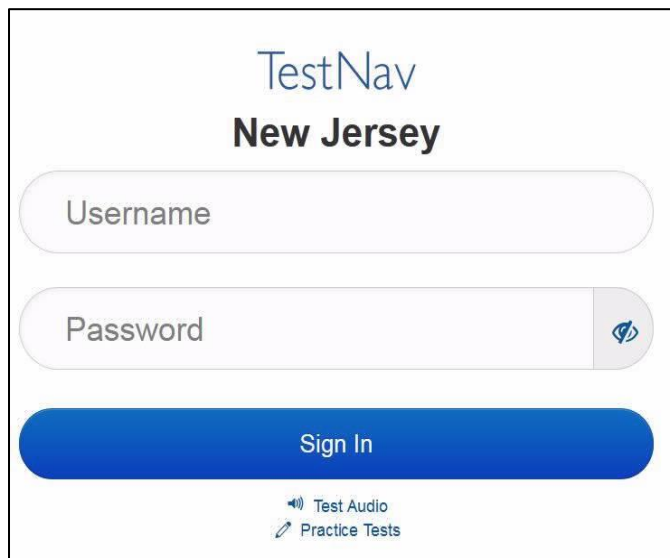 TestNav
New Jersey
Username
Password
Sign In
Test Audio
Practice Tests